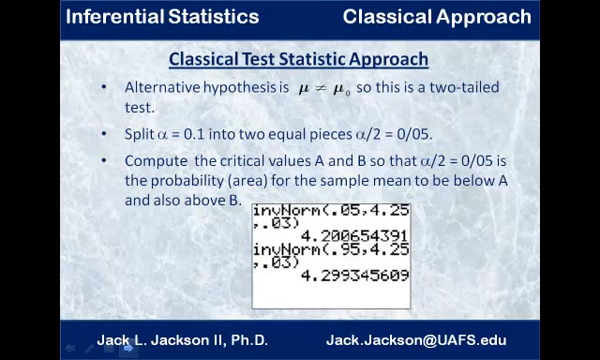 Inferential Statistics Classical Approach
Classical Test Statistic Approach
• Alternative hypothesis is μ ≠ μ₀ so this is a two-tailed
test.
• Split α = 0.1 into two equal pieces α/2 = 0/05.
• Compute the critical values A and B so that α/2 = 0/05 is
the probability (area) for the sample mean to be below A
and also above B.
invNorm(.05,4.25
,.03)
4.200654391
invNorm(.95,4.25
,.03)
4.299345609
Jack L. Jackson II, Ph.D. Jack.Jackson@UAFS.edu